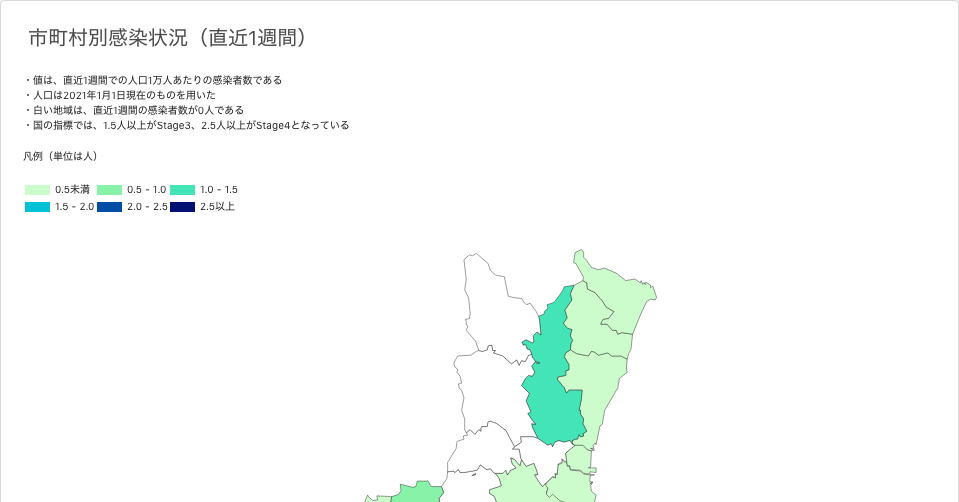 市町村別感染状況（直近1週間）
・値は、直近1週間での人口1万人あたりの感染者数である
・人口は2021年1月1日現在のものを用いた
・白い地域は、直近1週間の感染者数が0人である
・国の指標では、1.5人以上がStage3、2.5人以上がStage4となっている
凡例（単位は人）
0.5未満 0.5 - 1.0 1.0 - 1.5
1.5 - 2.0 2.0 - 2.5 2.5以上